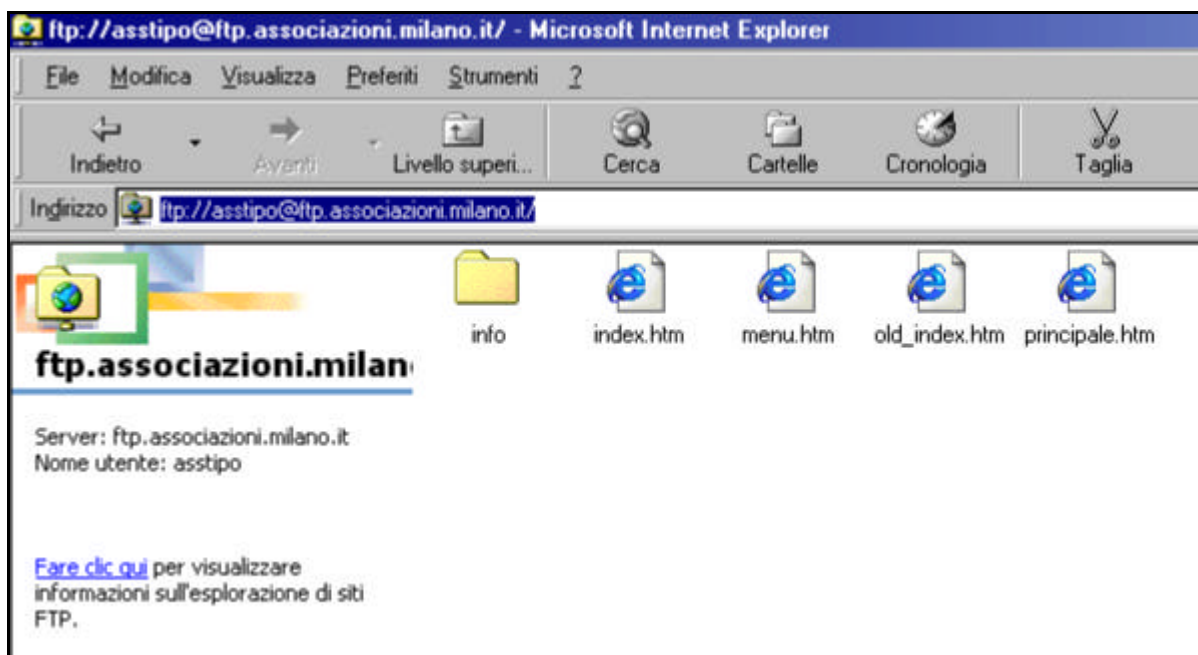 ftp://asstipo@ftp.associazioni.milano.it/ - Microsoft Internet Explorer
File Modifica Visualizza Preferiti Strumenti ?
Indietro Avanti Livello superi... Cerca Cartelle Cronologia Taglia
Indirizzo ftp://asstipo@ftp.associazioni.milano.it/
info index.htm menu.htm old_index.htm principale.htm
ftp.associazioni.milan
Server: ftp.associazioni.milano.it
Nome utente: asstipo
Fare clic qui per visualizzare
informazioni sull'esplorazione di siti
FTP.